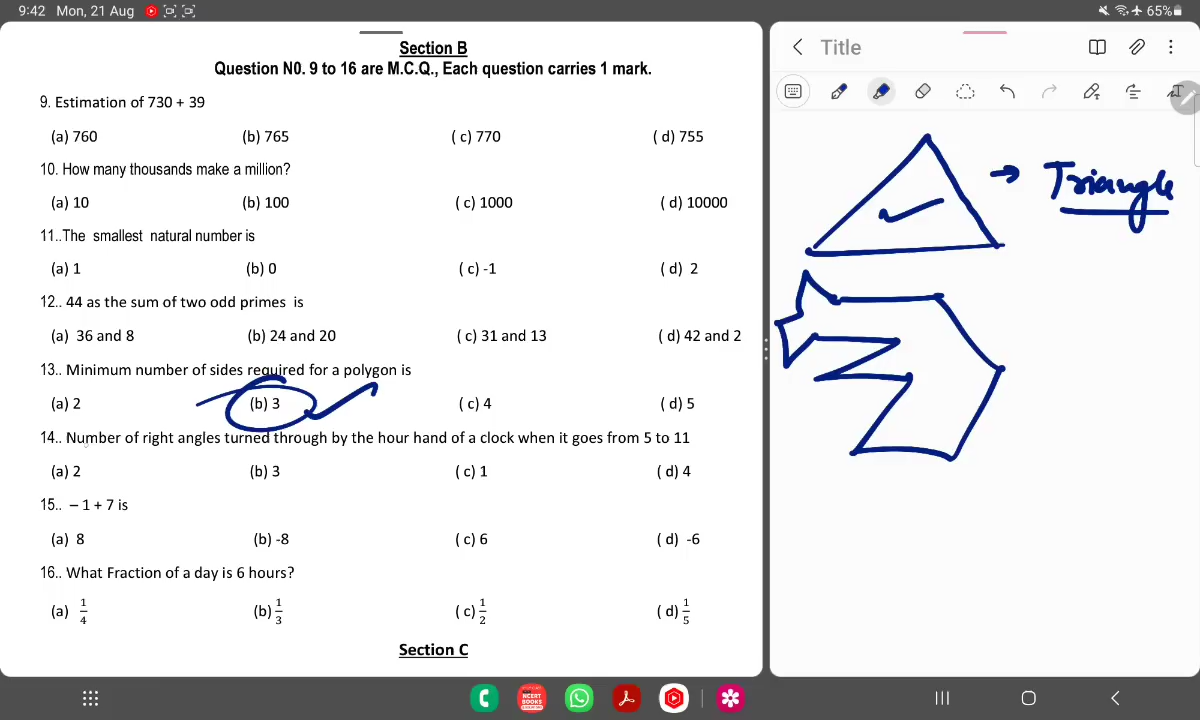 9:42 Mon, 21 Aug
65%
Section B
Question N0. 9 to 16 are M.C.Q., Each question carries 1 mark.
9. Estimation of 730 + 39
(a) 760 (b) 765 ( c) 770 ( d) 755
10. How many thousands make a million?
(a) 10 (b) 100 ( c) 1000 ( d) 10000
11..The smallest natural number is
(a) 1 (b) 0 ( c) -1 ( d) 2
12.. 44 as the sum of two odd primes is
(a) 36 and 8 (b) 24 and 20 ( c) 31 and 13 ( d) 42 and 2
13.. Minimum number of sides required for a polygon is
(a) 2 (b) 3 ( c) 4 ( d) 5
14.. Number of right angles turned through by the hour hand of a clock when it goes from 5 to 11
(a) 2 (b) 3 ( c) 1 ( d) 4
15.. – 1 + 7 is
(a) 8 (b) -8 ( c) 6 ( d) -6
16.. What Fraction of a day is 6 hours?
(a) 1/4 (b) 1/3 ( c) 1/2 ( d) 1/5
Section C
Title
→ Triangle
NCERT
BOOKS